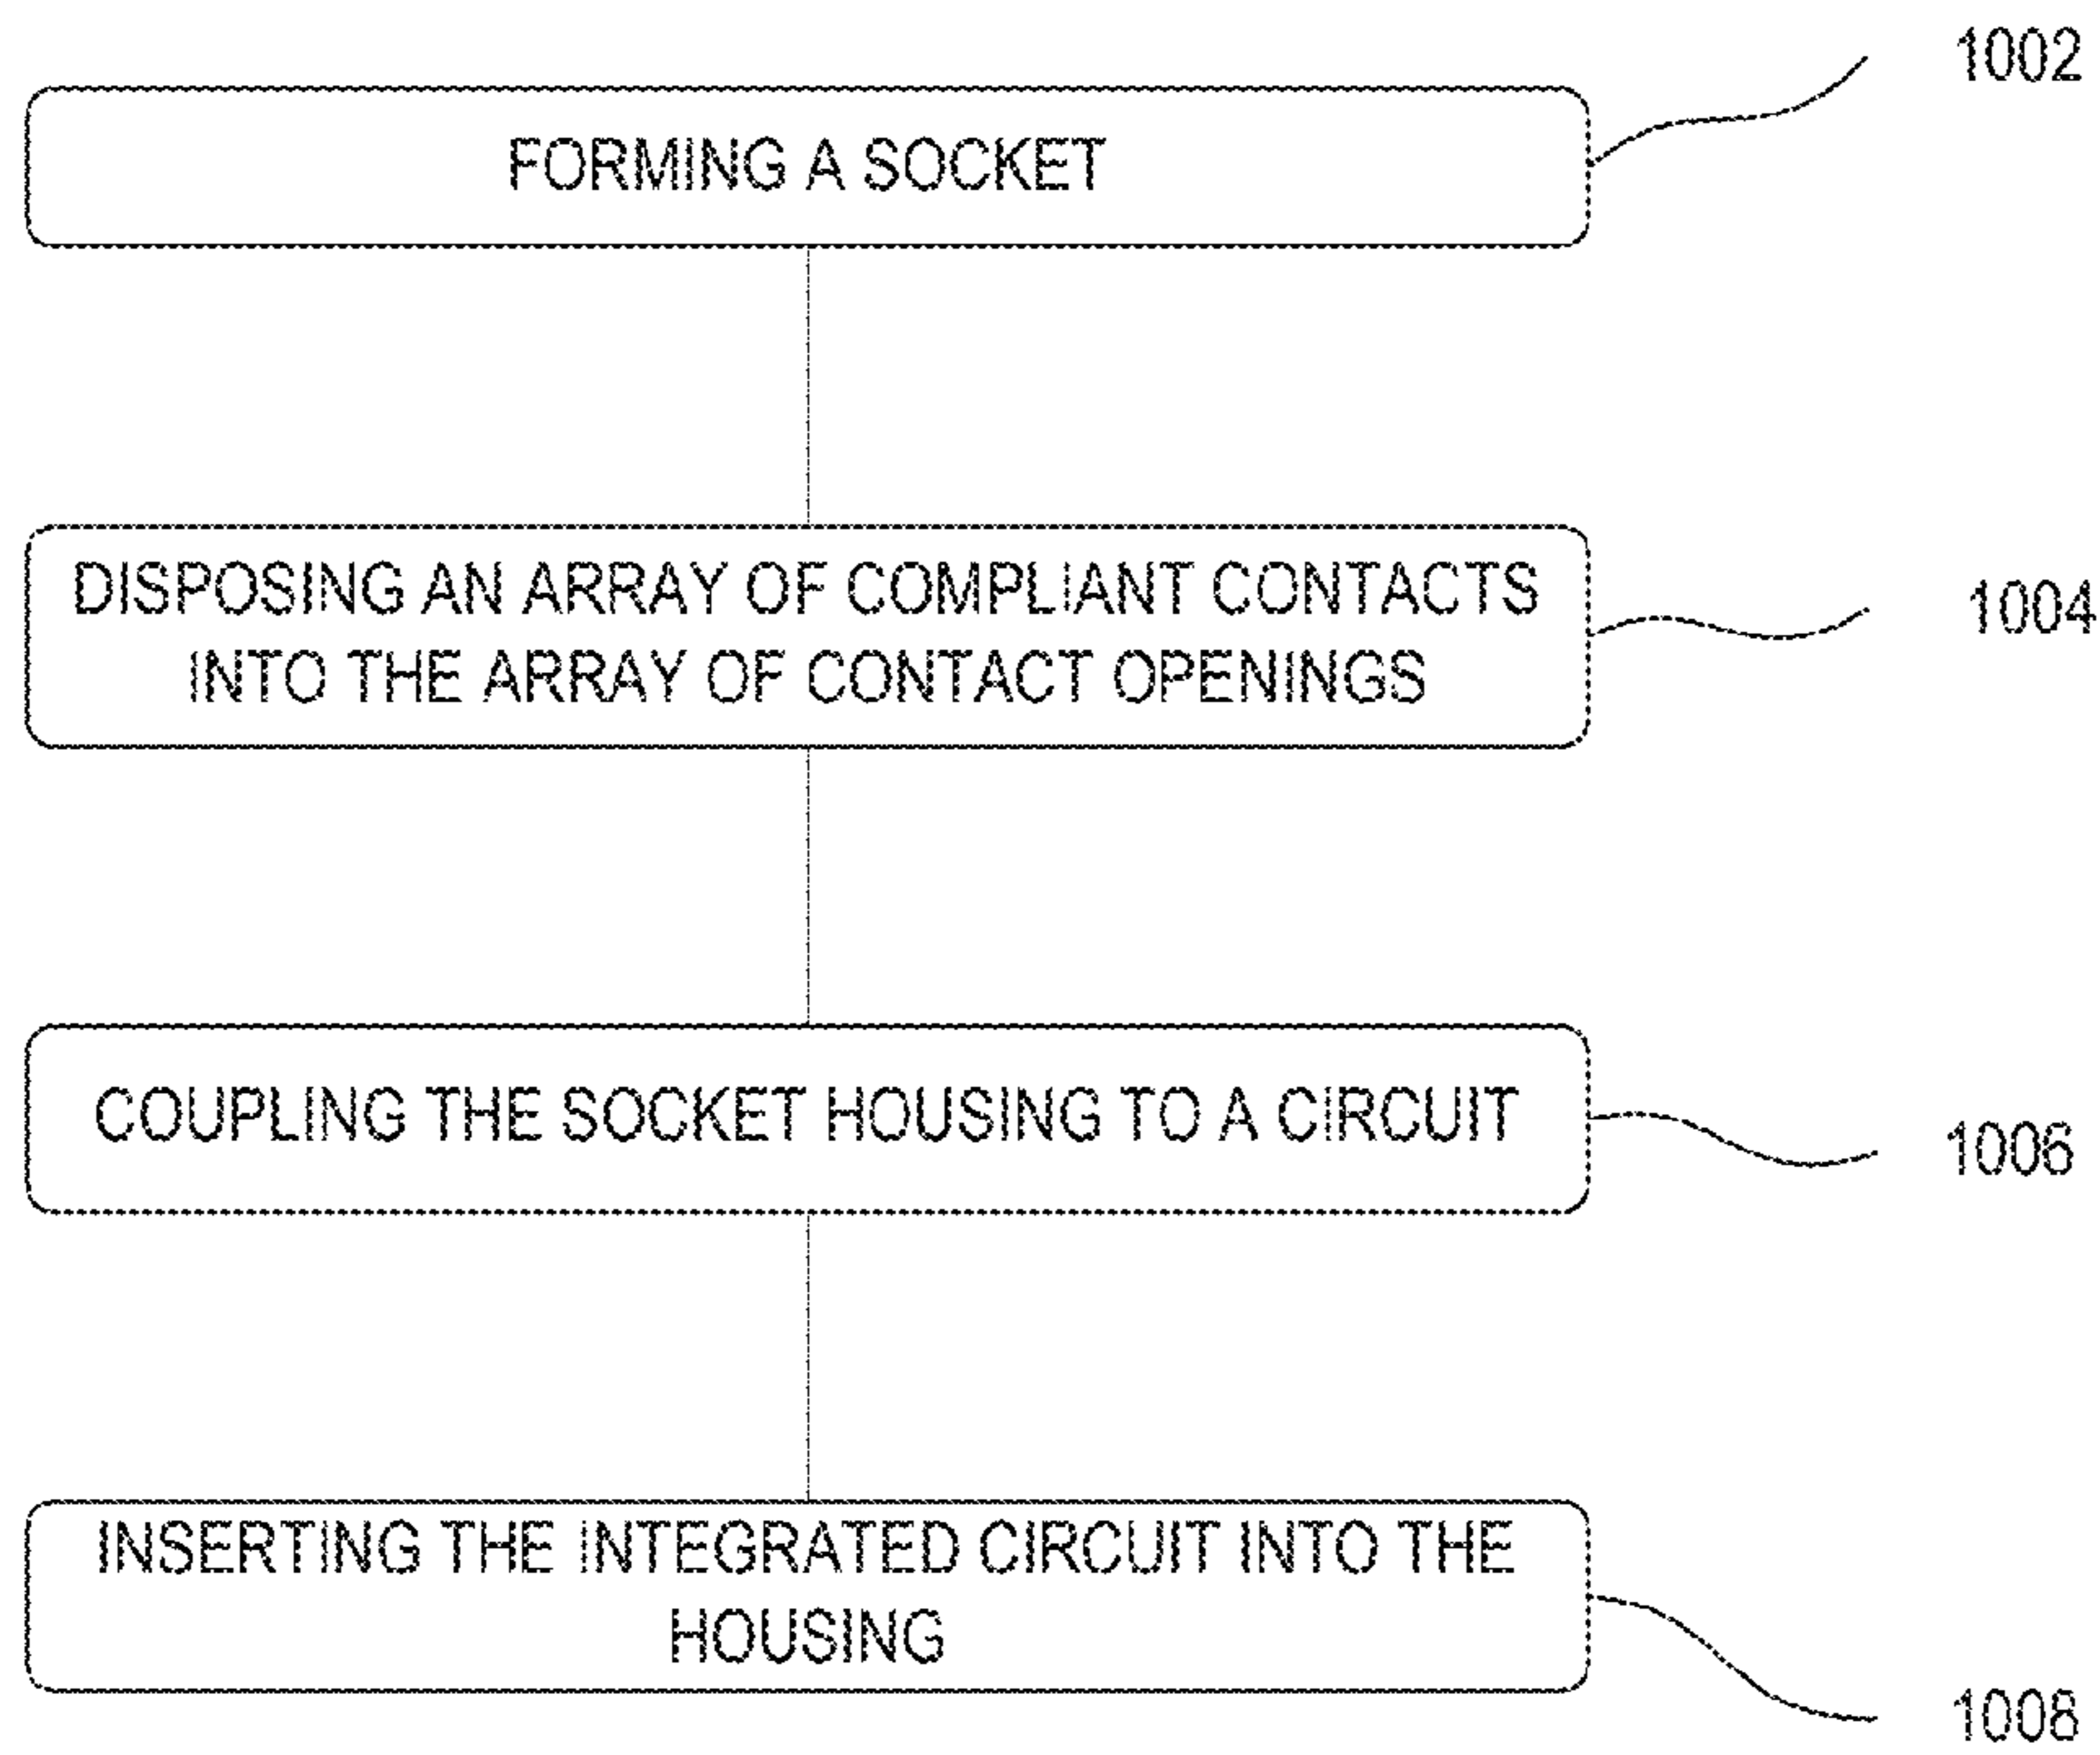 1002
FORMING A SOCKET
DISPOSING AN ARRAY OF COMPLIANT CONTACTS
INTO THE ARRAY OF CONTACT OPENINGS
1004
COUPLING THE SOCKET HOUSING TO A CIRCUIT
1006
INSERTING THE INTEGRATED CIRCUIT INTO THE
HOUSING
1008